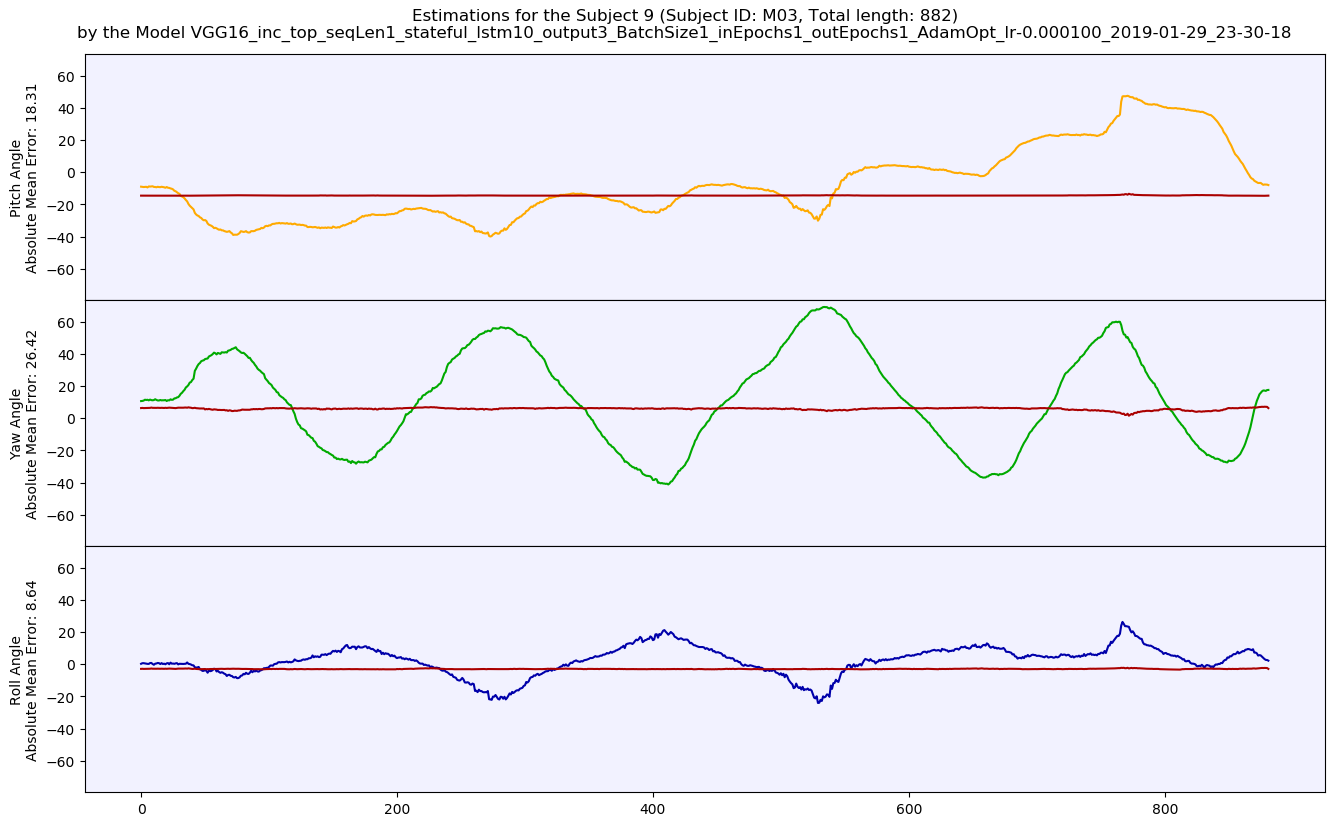 Estimations for the Subject 9 (Subject ID: M03, Total length: 882)
by the Model VGG16_inc_top_seqLen1_stateful_lstm10_output3_BatchSize1_inEpochs1_outEpochs1_AdamOpt_lr-0.000100_2019-01-29_23-30-18
Pitch Angle
Absolute Mean Error: 18.31
60
40
20
0
−20
−40
−60
Yaw Angle
Absolute Mean Error: 26.42
60
40
20
0
−20
−40
−60
Roll Angle
Absolute Mean Error: 8.64
60
40
20
0
−20
−40
−60
0 200 400 600 800